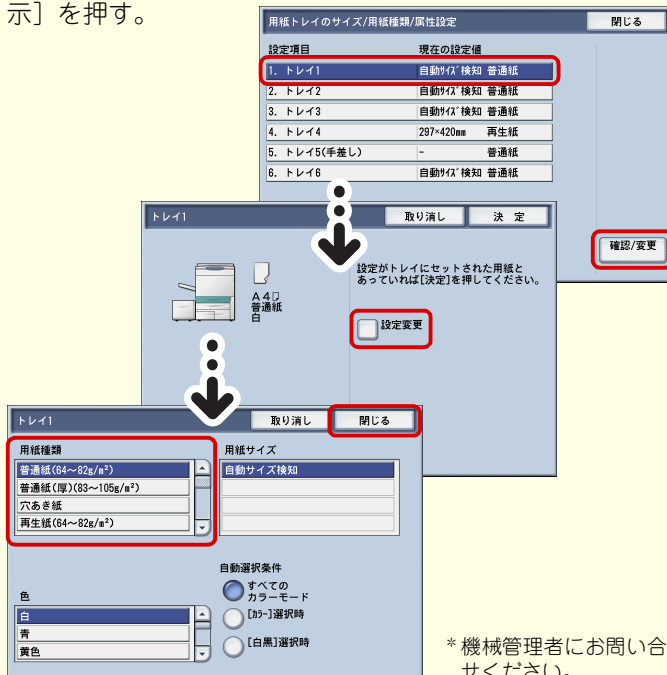 示］を押す。
用紙トレイのサイズ/用紙種類/属性設定 閉じる
設定項目 現在の設定値
1. トレイ1 自動ｻｲｽﾞ検知 普通紙
2. トレイ2 自動ｻｲｽﾞ検知 普通紙
3. トレイ3 自動ｻｲｽﾞ検知 普通紙
4. トレイ4 297×420mm 再生紙
5. トレイ5(手差し) - 普通紙
6. トレイ6 自動ｻｲｽﾞ検知 普通紙
確認/変更
トレイ1 取り消し 決 定
設定がトレイにセットされた用紙と
あっていれば[決定]を押してください。
A4
普通紙
白
設定変更
トレイ1 取り消し 閉じる
用紙種類 用紙サイズ
普通紙(64～82g/m²) 自動サイズ検知
普通紙(厚)(83～105g/m²)
穴あき紙
再生紙(64～82g/m²)
自動選択条件
すべての
カラーモード
色
白 [ｶﾗｰ]選択時
青
黄色 [白黒]選択時
*機械管理者にお問い合
せください。